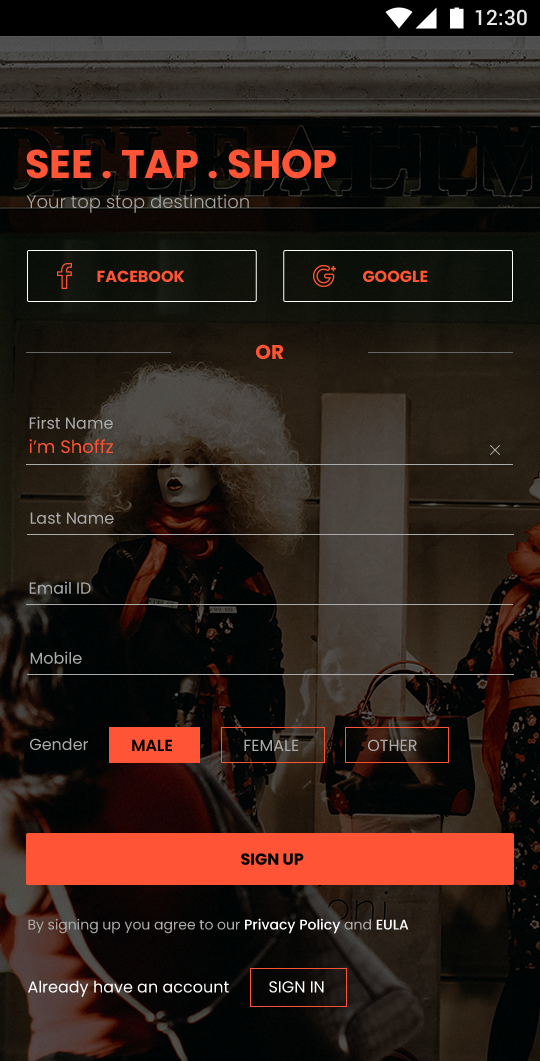 12:30
SEE . TAP . SHOP
Your top stop destination
FACEBOOK
GOOGLE
OR
First Name
i'm Shoffz
Last Name
Email ID
Mobile
Gender MALE FEMALE OTHER
SIGN UP
oni
By signing up you agree to our Privacy Policy and EULA
Already have an account SIGN IN